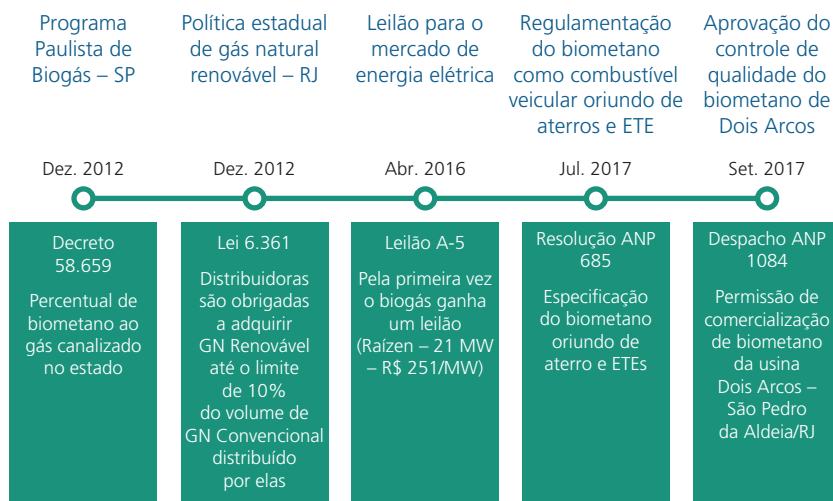 Programa
Paulista de
Biogás – SP
Política estadual
de gás natural
renovável – RJ
Leilão para o
mercado de
energia elétrica
Regulamentação
do biometano
como combustível
veicular oriundo de
aterros e ETE
Aprovação do
controle de
qualidade do
biometano de
Dois Arcos
Dez. 2012
Dez. 2012
Abr. 2016
Jul. 2017
Set. 2017
Decreto
58.659
Percentual de
biometano ao
gás canalizado
no estado
Lei 6.361
Distribuidoras
são obrigadas
a adquirir
GN Renovável
até o limite
de 10%
do volume de
GN Convencional
distribuído
por elas
Leilão A-5
Pela primeira vez
o biogás ganha
um leilão
(Raízen – 21 MW
– R$ 251/MW)
Resolução ANP
685
Especificação
do biometano
oriundo de
aterro e ETEs
Despacho ANP
1084
Permissão de
comercialização
de biometano
da usina
Dois Arcos –
São Pedro
da Aldeia/RJ